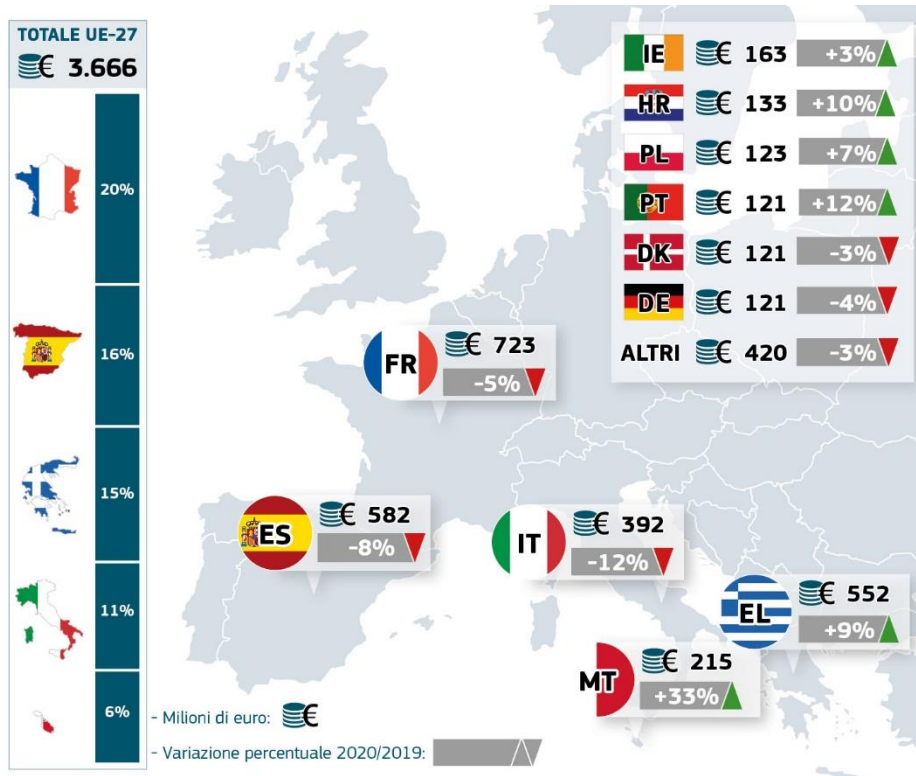 TOTALE UE-27
€ 3.666
20%
16%
15%
11%
6%
IE € 163 +3%
HR € 133 +10%
PL € 123 +7%
PT € 121 +12%
DK € 121 -3%
DE € 121 -4%
ALTRI € 420 -3%
FR € 723
-5%
ES € 582
-8%
IT € 392
-12%
EL € 552
+9%
MT € 215
+33%
- Milioni di euro: €
- Variazione percentuale 2020/2019: